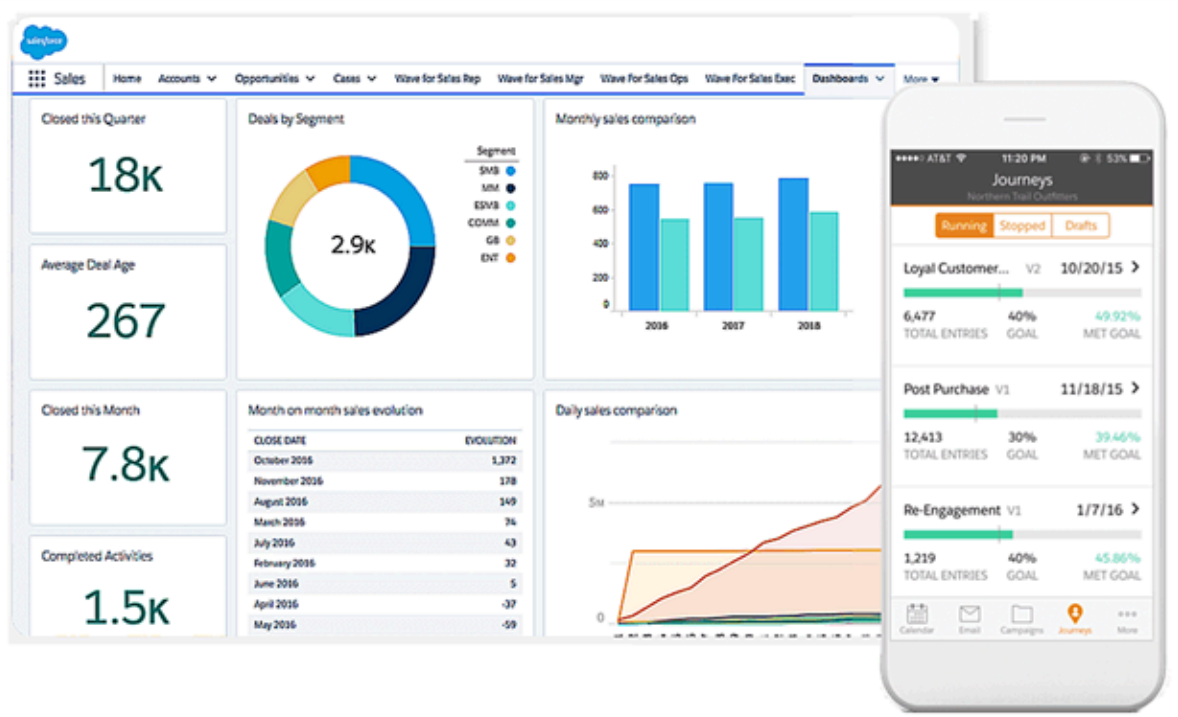 salesforce
Sales Home Accounts Opportunities Cases Wave for Sales Rep Wave for Sales Mgr Wave For Sales Ops Wave For Sales Exec Dashboards More
Closed this Quarter
18K
Average Deal Age
267
Closed this Month
7.8K
Completed Activities
1.5K
Deals by Segment
2.9K
Segment
SMB
MM
ESMB
COMM
GB
ENT
Monthly sales comparison
800
600
400
200
0
2016 2017 2018
Month on month sales evolution
CLOSE DATE EVOLUTION
October 2016 1,372
November 2016 178
August 2016 149
March 2016 74
July 2016 43
February 2016 32
June 2016 5
April 2016 -37
May 2016 -59
Daily sales comparison
5M
0
AT&T 11:20 PM 53%
Journeys
Northern Trail Outfitters
Running Stopped Drafts
Loyal Customer... V2 10/20/15
6,477 40% 49.92%
TOTAL ENTRIES GOAL MET GOAL
Post Purchase V1 11/18/15
12,413 30% 39.46%
TOTAL ENTRIES GOAL MET GOAL
Re-Engagement V1 1/7/16
1,219 40% 45.86%
TOTAL ENTRIES GOAL MET GOAL
Calendar Email Campaigns Journeys More